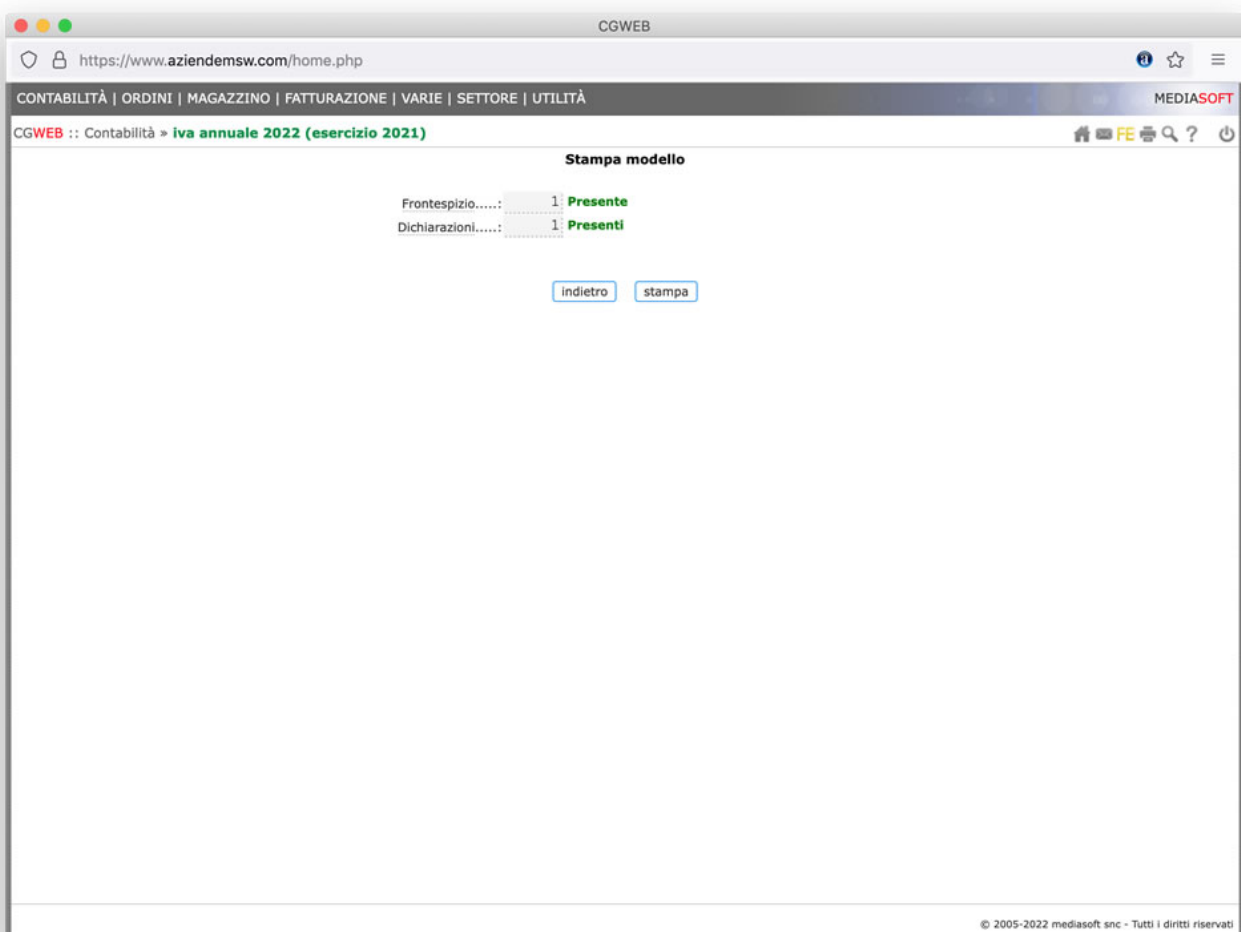 CGWEB
https://www.aziendemsw.com/home.php
CONTABILITÀ | ORDINI | MAGAZZINO | FATTURAZIONE | VARIE | SETTORE | UTILITÀ MEDIASOFT
CGWEB :: Contabilità » iva annuale 2022 (esercizio 2021) FE ?
Stampa modello
Frontespizio.....: 1 Presente
Dichiarazioni.....: 1 Presenti
indietro stampa
© 2005-2022 mediasoft snc - Tutti i diritti riservati